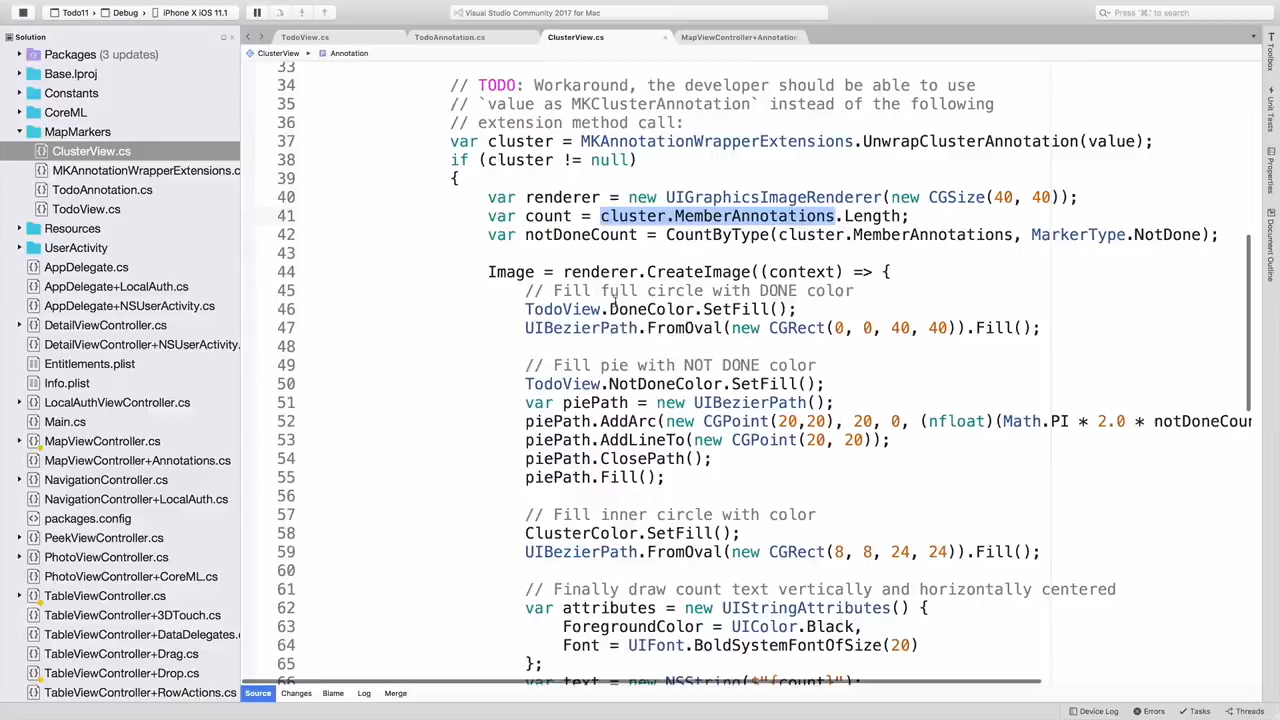 Todo11 › Debug › iPhone X iOS 11.1
Visual Studio Community 2017 for Mac
Press '⌘.' to search
Solution
Packages (3 updates)
Base.lproj
Constants
CoreML
MapMarkers
ClusterView.cs
MKAnnotationWrapperExtensions.c
TodoAnnotation.cs
TodoView.cs
Resources
UserActivity
AppDelegate.cs
AppDelegate+LocalAuth.cs
AppDelegate+NSUserActivity.cs
DetailViewController.cs
DetailViewController+NSUserActivity.
Entitlements.plist
Info.plist
LocalAuthViewController.cs
Main.cs
MapViewController.cs
MapViewController+Annotations.cs
NavigationController.cs
NavigationController+LocalAuth.cs
packages.config
PeekViewController.cs
PhotoViewController.cs
PhotoViewController+CoreML.cs
TableViewController.cs
TableViewController+3DTouch.cs
TableViewController+DataDelegates.
TableViewController+Drag.cs
TableViewController+Drop.cs
TableViewController+RowActions.cs
TodoView.cs
TodoAnnotation.cs
ClusterView.cs
MapViewController+Annotation
ClusterView
Annotation
33
34 // TODO: Workaround, the developer should be able to use
35 // `value as MKClusterAnnotation` instead of the following
36 // extension method call:
37 var cluster = MKAnnotationWrapperExtensions.UnwrapClusterAnnotation(value);
38 if (cluster != null)
39 {
40 var renderer = new UIGraphicsImageRenderer(new CGSize(40, 40));
41 var count = cluster.MemberAnnotations.Length;
42 var notDoneCount = CountByType(cluster.MemberAnnotations, MarkerType.NotDone);
43
44 Image = renderer.CreateImage((context) => {
45 // Fill full circle with DONE color
46 TodoView.DoneColor.SetFill();
47 UIBezierPath.FromOval(new CGRect(0, 0, 40, 40)).Fill();
48
49 // Fill pie with NOT DONE color
50 TodoView.NotDoneColor.SetFill();
51 var piePath = new UIBezierPath();
52 piePath.AddArc(new CGPoint(20,20), 20, 0, (nfloat)(Math.PI * 2.0 * notDoneCour
53 piePath.AddLineTo(new CGPoint(20, 20));
54 piePath.ClosePath();
55 piePath.Fill();
56
57 // Fill inner circle with color
58 ClusterColor.SetFill();
59 UIBezierPath.FromOval(new CGRect(8, 8, 24, 24)).Fill();
60
61 // Finally draw count text vertically and horizontally centered
62 var attributes = new UIStringAttributes() {
63 ForegroundColor = UIColor.Black,
64 Font = UIFont.BoldSystemFontOfSize(20)
65 };
66 var text = new NSString($"{count}");
Source
Changes
Blame
Log
Merge
Toolbox
Unit Tests
Properties
Document Outline
Device Log
Errors
Tasks
Threads